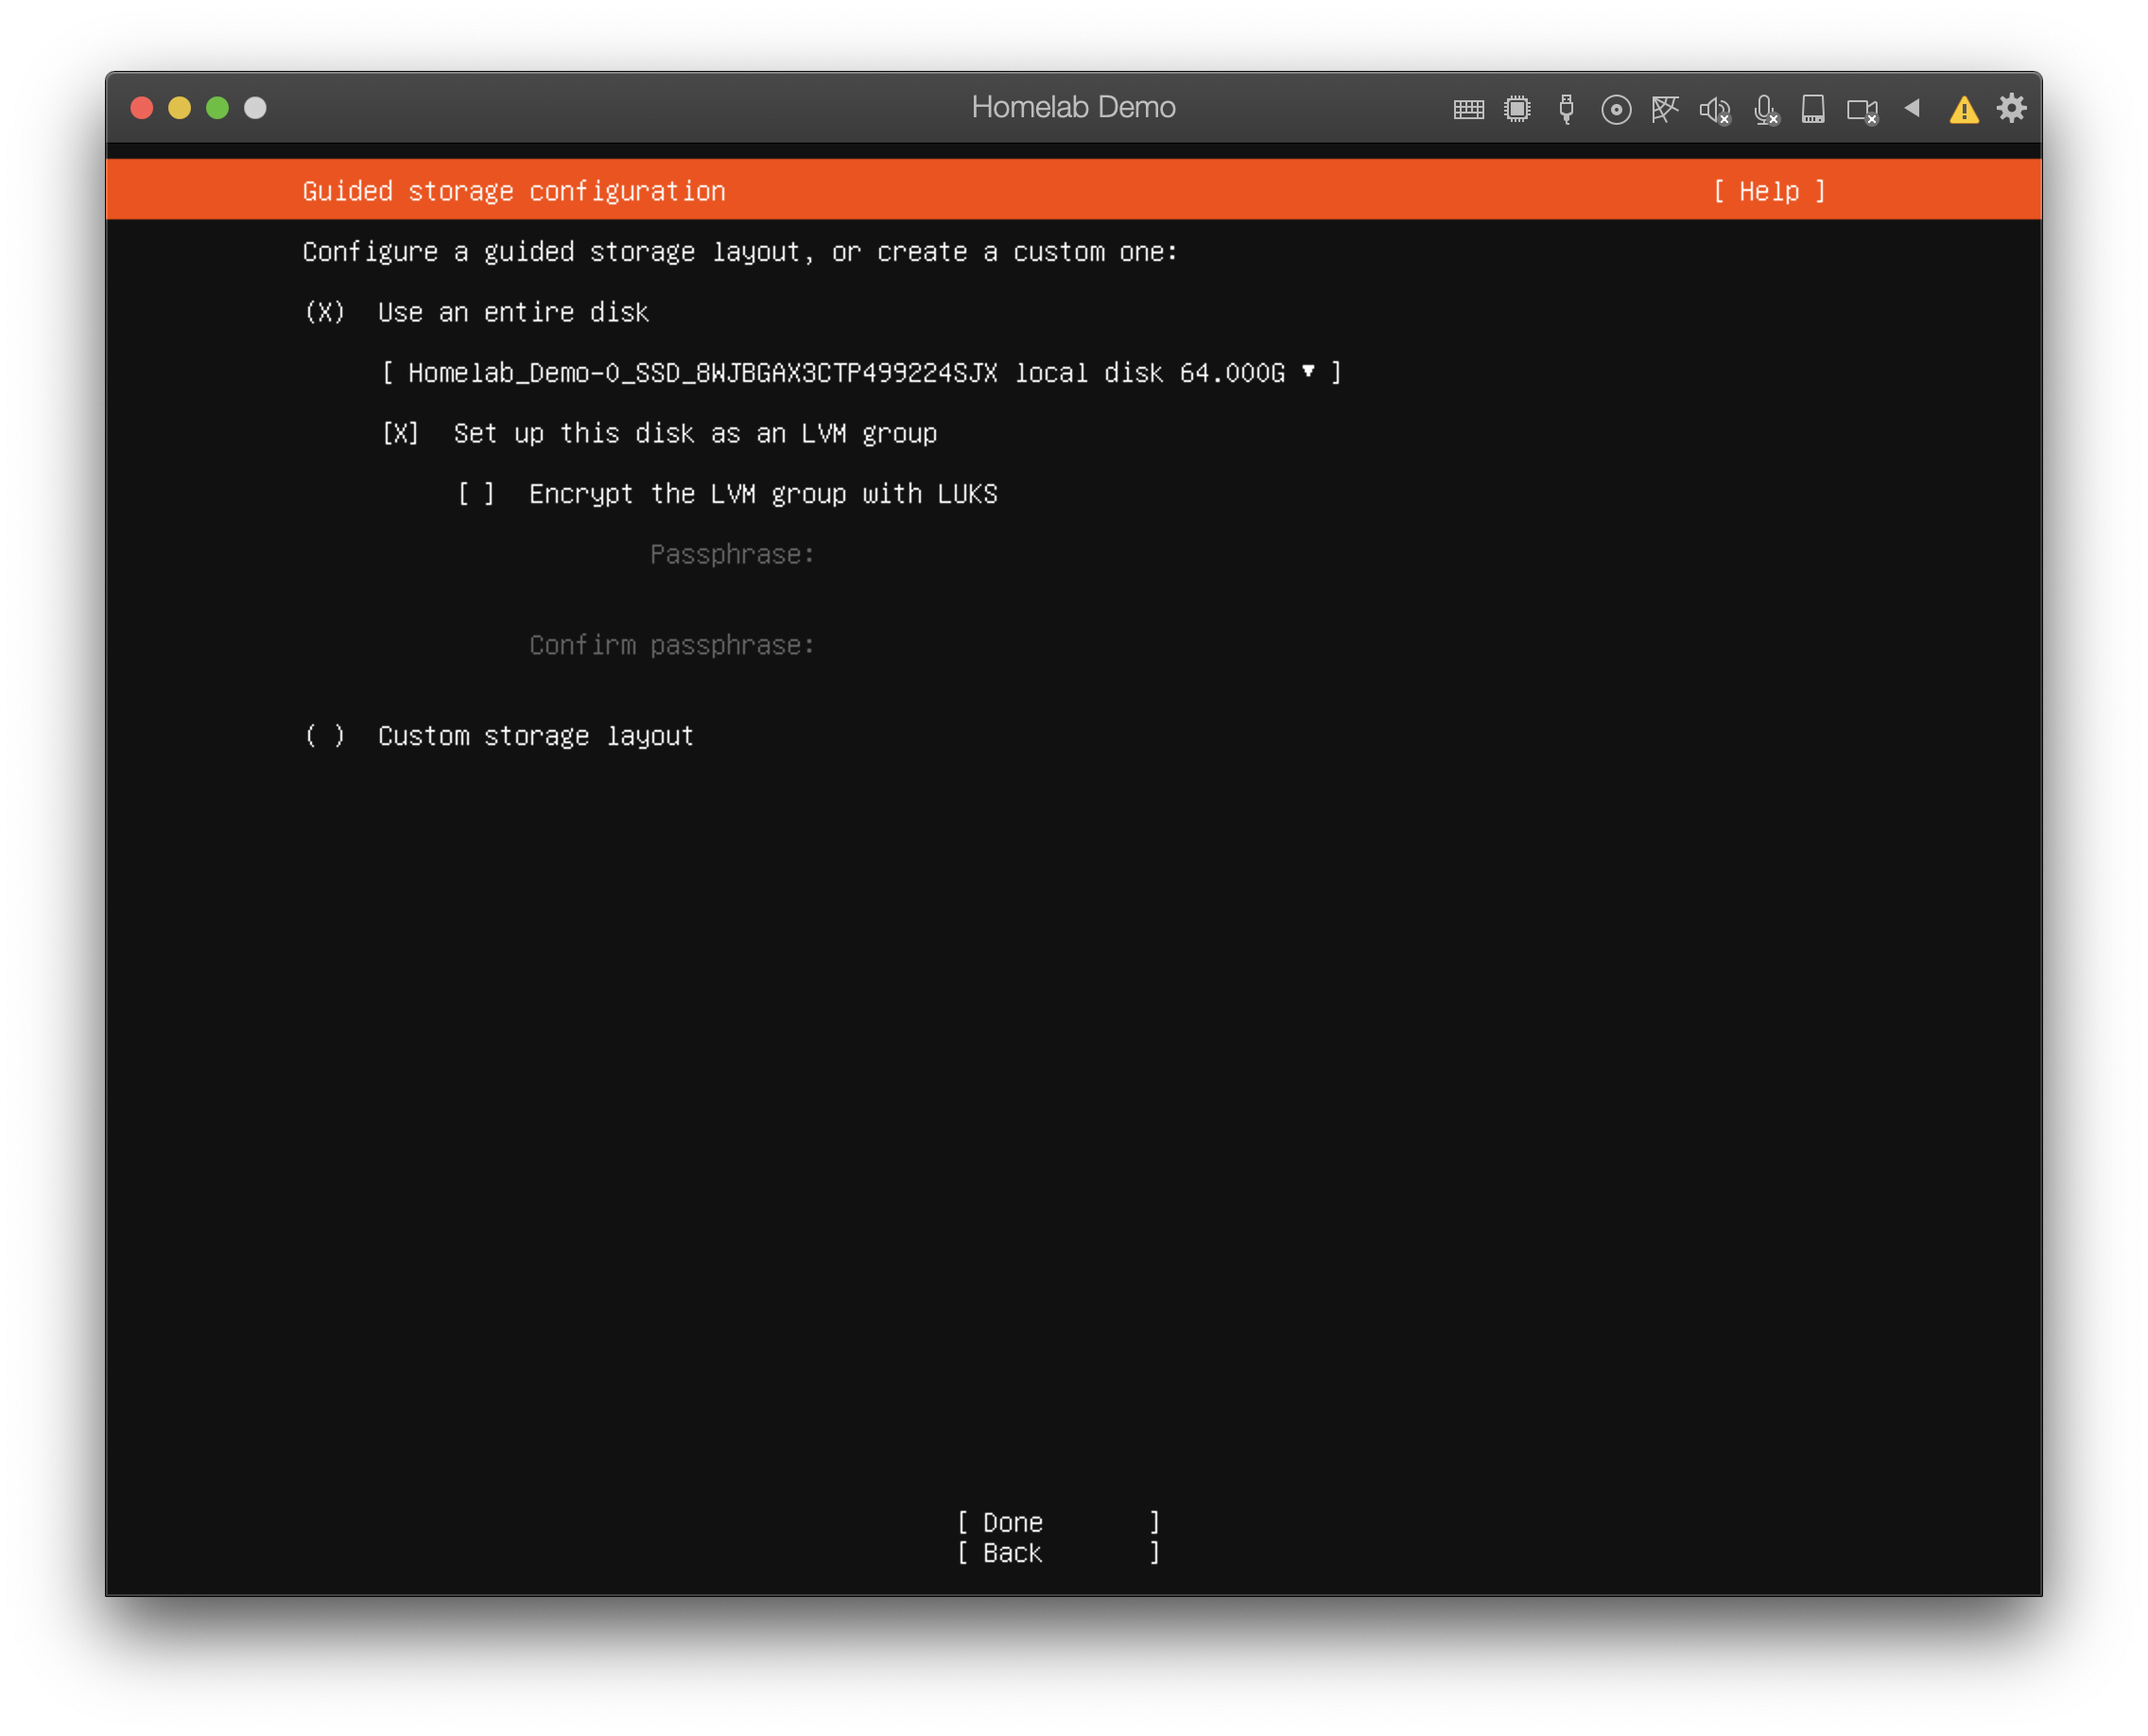 Homelab Demo
Guided storage configuration [ Help ]
Configure a guided storage layout, or create a custom one:
(X) Use an entire disk
[ Homelab_Demo-0_SSD_8WJBGAX3CTP499224SJX local disk 64.000G ▾ ]
[X] Set up this disk as an LVM group
[ ] Encrypt the LVM group with LUKS
Passphrase:
Confirm passphrase:
( ) Custom storage layout
[ Done ]
[ Back ]